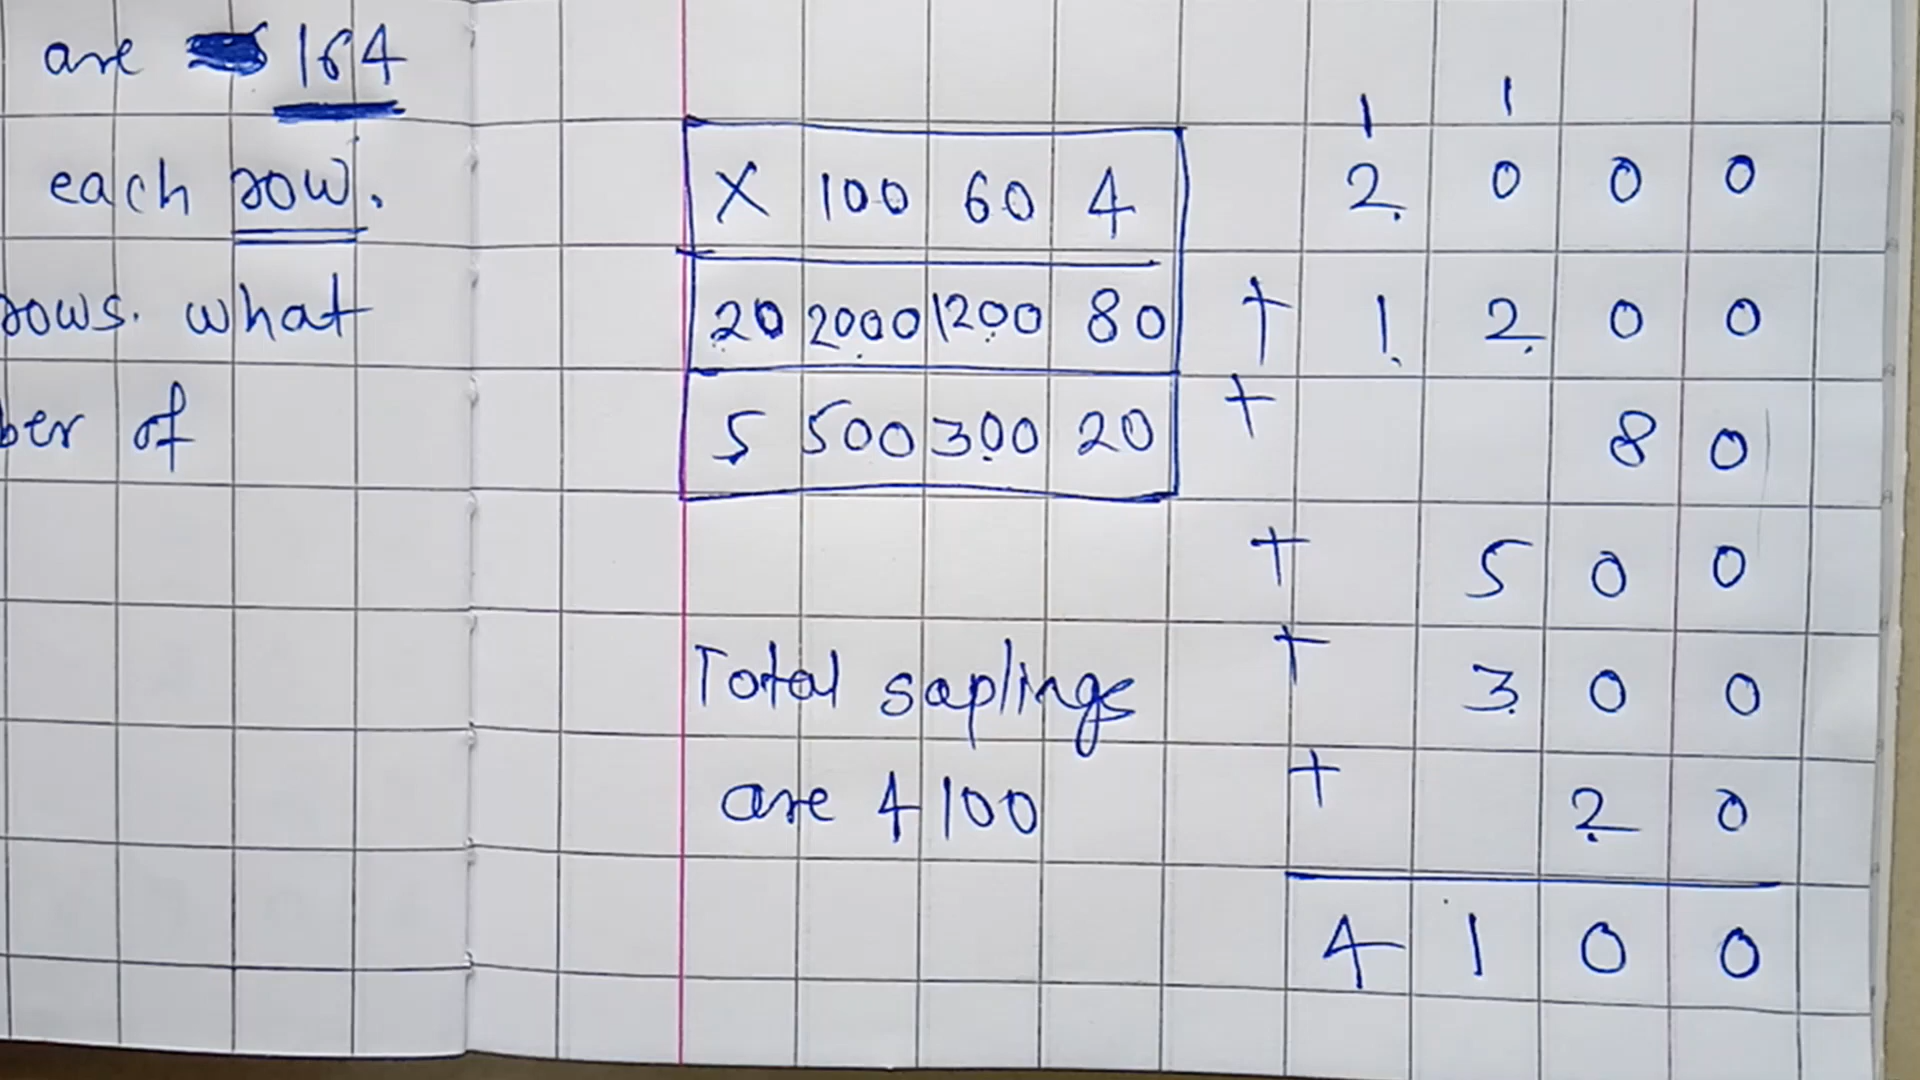 are 164
each row.
rows. what
ber of
X 100 60 4
20 2000 1200 80
5 500 300 20
Total saplings
are 4100
1 1
2 0 0 0
+ 1 2 0 0
+ 8 0
+ 5 0 0
+ 3 0 0
+ 2 0
4 1 0 0